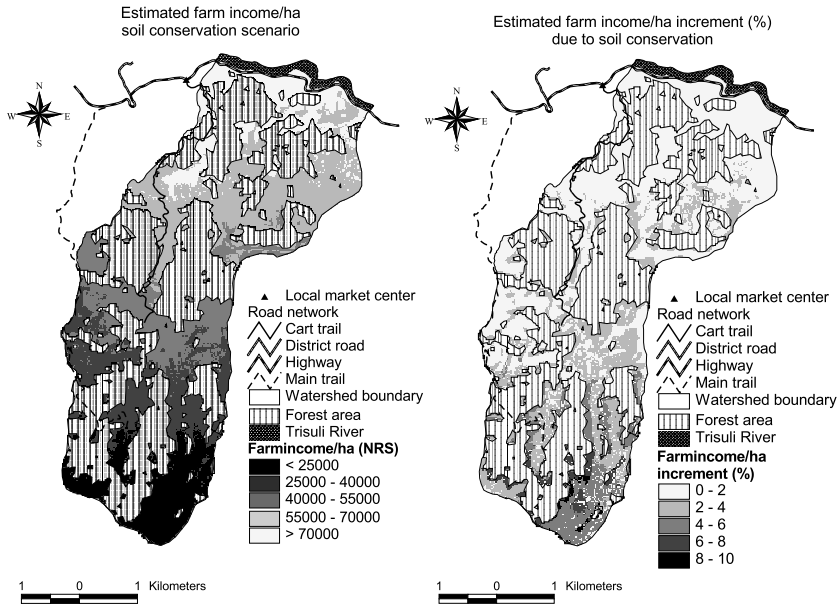 Estimated farm income/ha
soil conservation scenario
N
W
E
S
Local market center
Road network
Cart trail
District road
Highway
Main trail
Watershed boundary
Forest area
Trisuli River
Farmincome/ha (NRS)
< 25000
25000 - 40000
40000 - 55000
55000 - 70000
> 70000
1 0 1 Kilometers
Estimated farm income/ha increment (%)
due to soil conservation
N
W
E
S
Local market center
Road network
Cart trail
District road
Highway
Main trail
Watershed boundary
Forest area
Trisuli River
Farmincome/ha
increment (%)
0 - 2
2 - 4
4 - 6
6 - 8
8 - 10
1 0 1 Kilometers